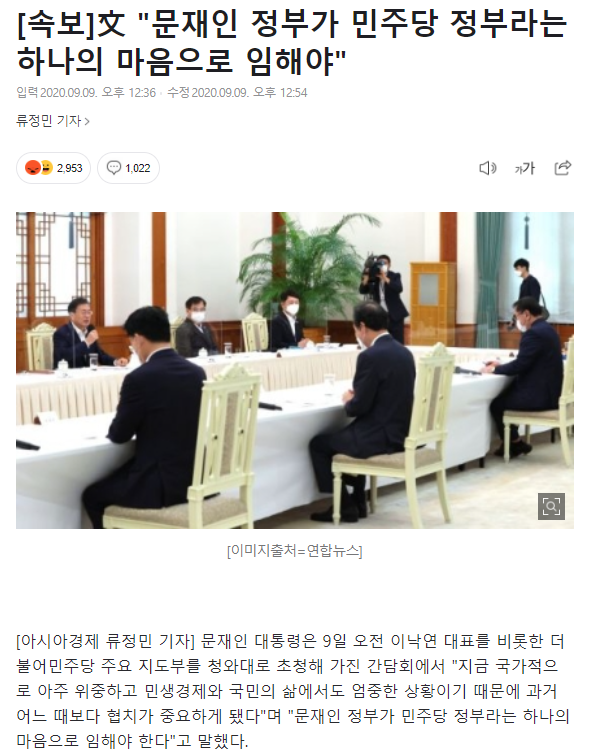 [속보]文 "문재인 정부가 민주당 정부라는
하나의 마음으로 임해야"
입력2020.09.09. 오후 12:36 · 수정2020.09.09. 오후 12:54
류정민 기자 >
2,953
1,022
가가
[이미지출처=연합뉴스]
[아시아경제 류정민 기자] 문재인 대통령은 9일 오전 이낙연 대표를 비롯한 더
불어민주당 주요 지도부를 청와대로 초청해 가진 간담회에서 "지금 국가적으
로 아주 위중하고 민생경제와 국민의 삶에서도 엄중한 상황이기 때문에 과거
어느 때보다 협치가 중요하게 됐다"며 "문재인 정부가 민주당 정부라는 하나의
마음으로 임해야 한다"고 말했다.